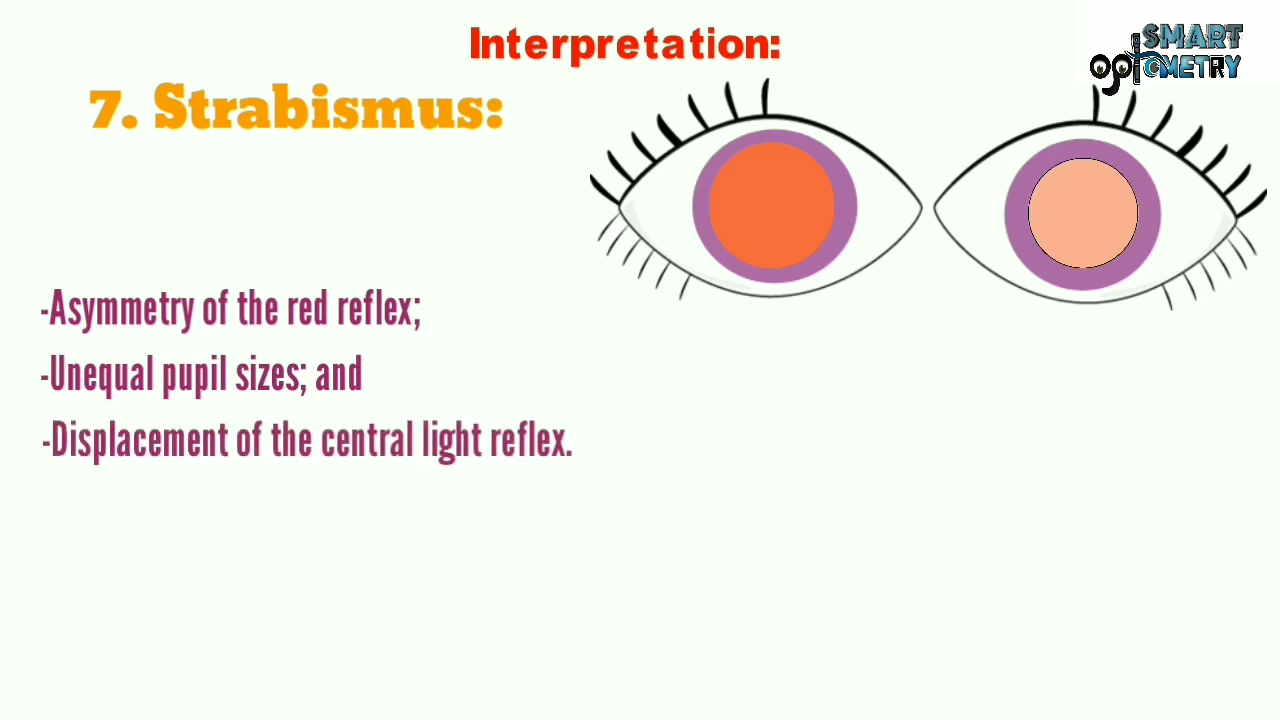 Interpretation:
SMART
OPTOMETRY
7. Strabismus:
-Asymmetry of the red reflex;
-Unequal pupil sizes; and
-Displacement of the central light reflex.